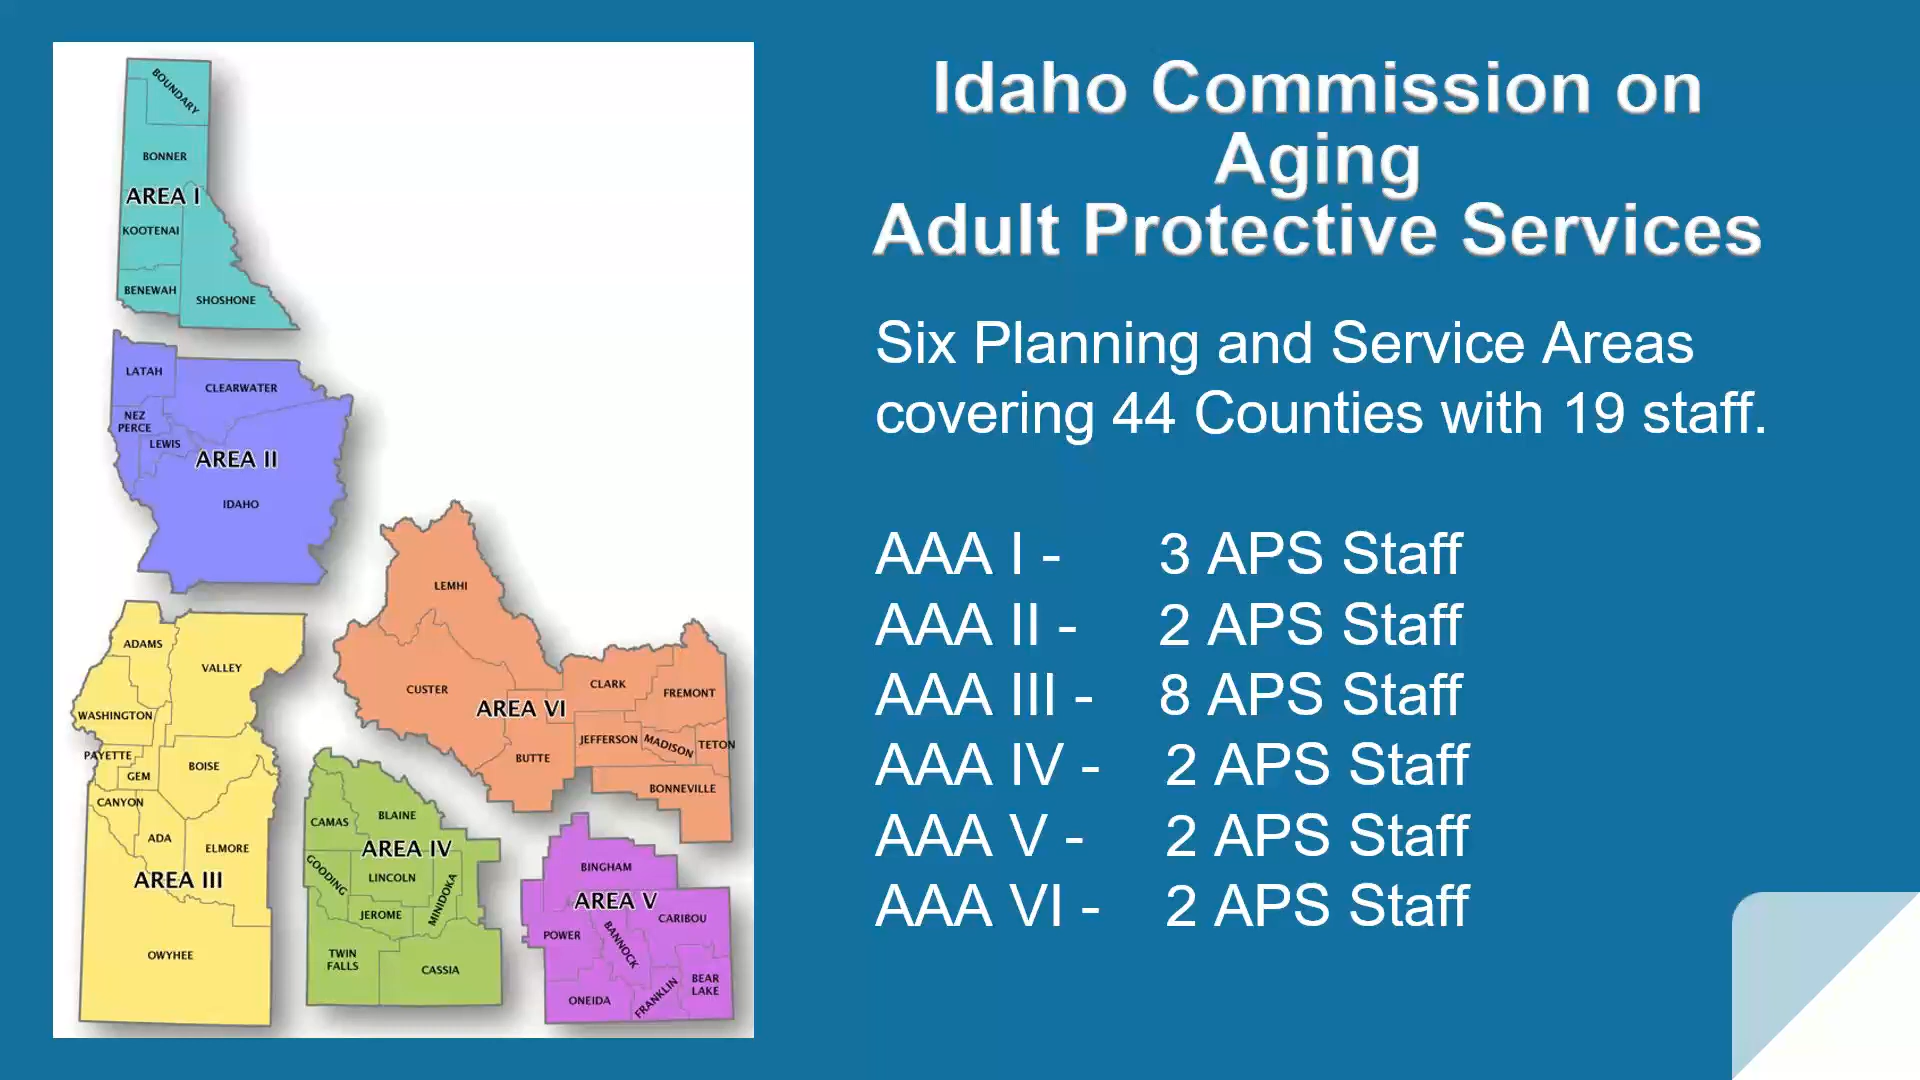 Idaho Commission on
Aging
Adult Protective Services
Six Planning and Service Areas
covering 44 Counties with 19 staff.
AAA I - 3 APS Staff
AAA II - 2 APS Staff
AAA III - 8 APS Staff
AAA IV - 2 APS Staff
AAA V - 2 APS Staff
AAA VI - 2 APS Staff
BOUNDARY
BONNER
AREA I
KOOTENAI
BENEWAH
SHOSHONE
LATAH
CLEARWATER
NEZ
PERCE
LEWIS
AREA II
IDAHO
ADAMS
VALLEY
WASHINGTON
PAYETTE
GEM
BOISE
CANYON
ADA
ELMORE
AREA III
OWYHEE
LEMHI
CUSTER
AREA VI
CLARK
FREMONT
JEFFERSON
MADISON
TETON
BUTTE
BONNEVILLE
CAMAS
BLAINE
AREA IV
GOODING
LINCOLN
MINIDOKA
JEROME
TWIN
FALLS
CASSIA
BINGHAM
AREA V
CARIBOU
POWER
BANNOCK
BEAR
LAKE
ONEIDA
FRANKLIN